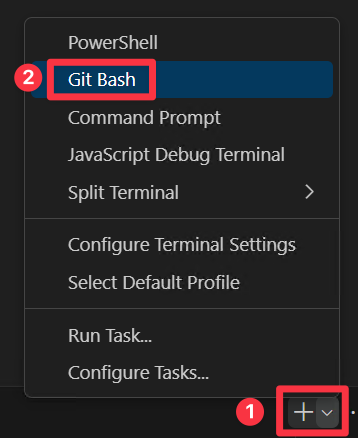 PowerShell
2 Git Bash
Command Prompt
JavaScript Debug Terminal
Split Terminal
Configure Terminal Settings
Select Default Profile
Run Task...
Configure Tasks...
1